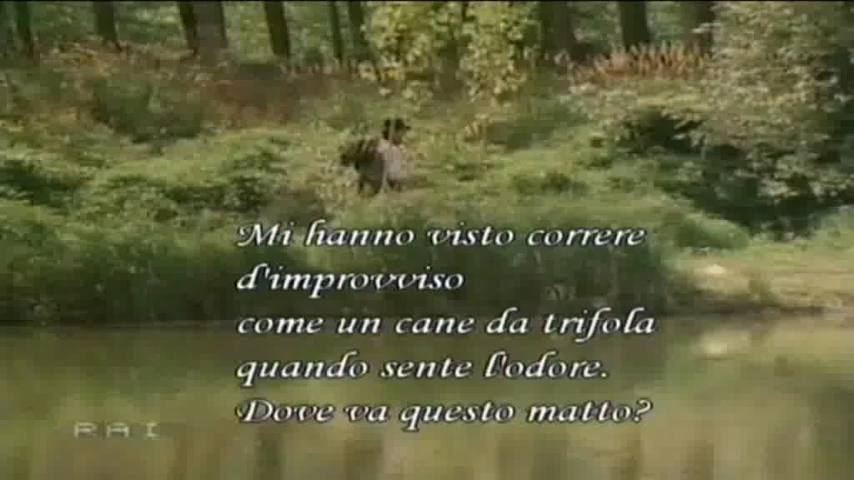 Mi hanno visto correre
d'improvviso
come un cane da trifola
quando sente l'odore.
Dove va questo matto?
RAI